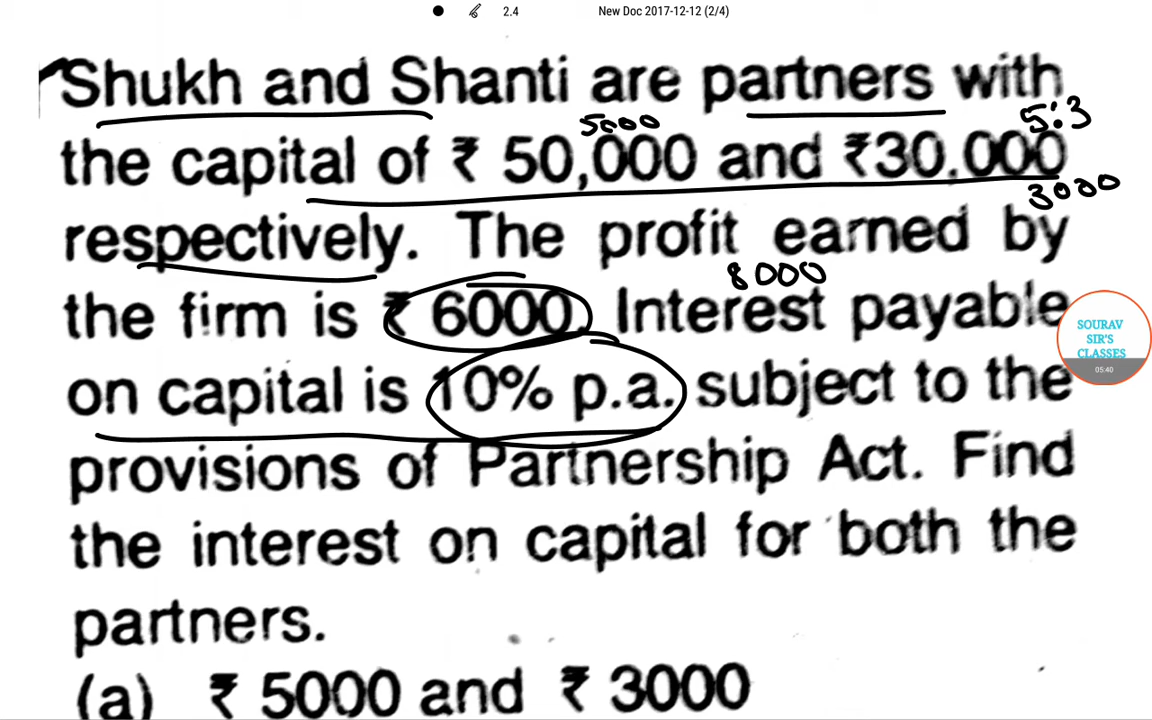 2.4 New Doc 2017-12-12 (2/4)
Shukh and Shanti are partners with
5:3
5000
the capital of ₹ 50,000 and ₹30.000
3000
respectively. The profit earned by
8000
the firm is ₹ 6000. Interest payable
SOURAV
SIR'S
CLASSES
05:40
on capital is 10% p.a. subject to the
provisions of Partnership Act. Find
the interest on capital for both the
partners.
(a) ₹ 5000 and ₹ 3000